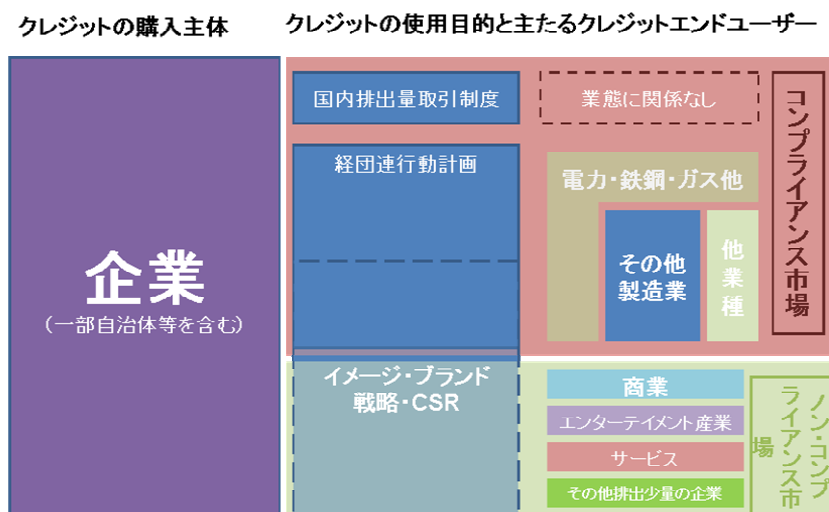 クレジットの購入主体
クレジットの使用目的と主たるクレジットエンドユーザー
企業
（一部自治体等を含む）
国内排出量取引制度
業態に関係なし
経団連行動計画
電力・鉄鋼・ガス他
その他
製造業
他業種
コンプライアンス市場
イメージ・ブランド
戦略・CSR
商業
エンターテイメント産業
サービス
その他排出少量の企業
ノン・コンプ
ライアンス市
場